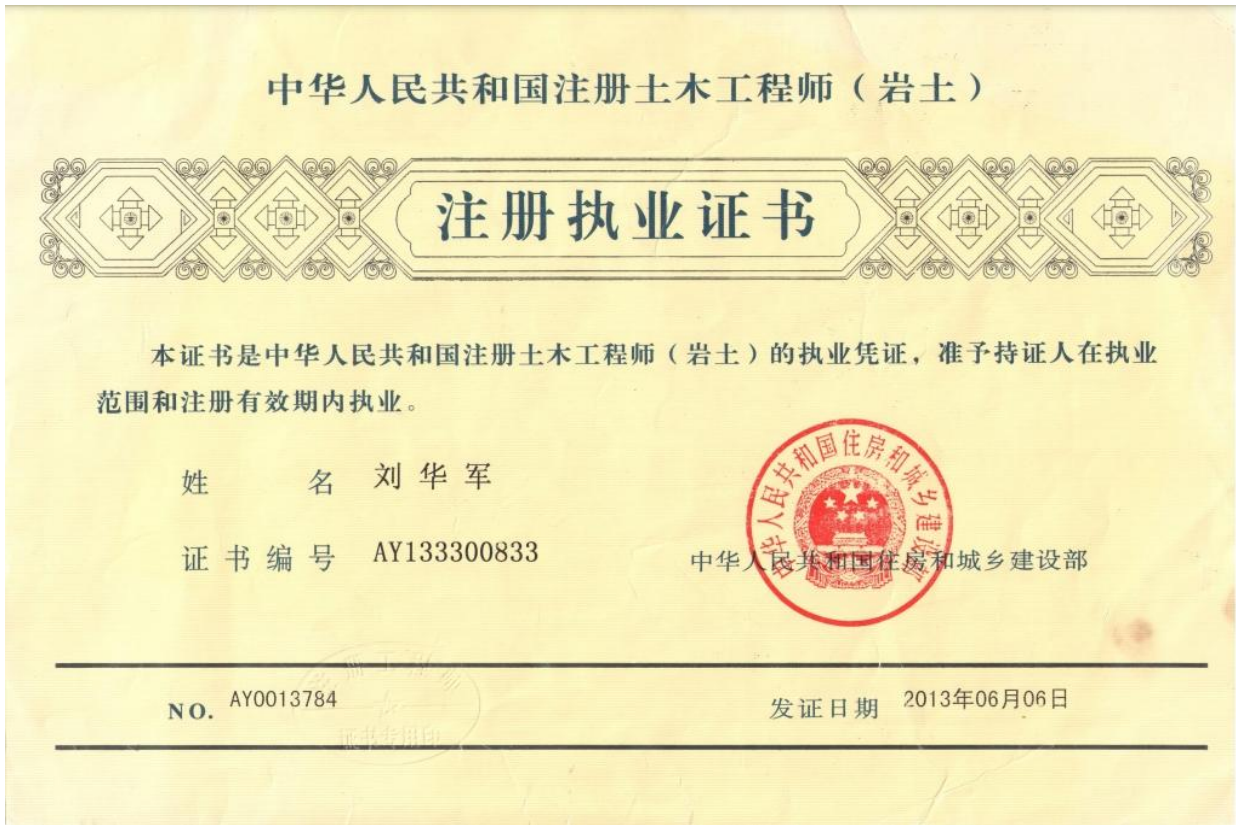 中华人民共和国注册土木工程师（岩土）
注册执业证书
本证书是中华人民共和国注册土木工程师（岩土）的执业凭证，准予持证人在执业
范围和注册有效期内执业。
姓 名 刘华军
证书编号 AY133300833
中华人民共和国住房和城乡建设部
中华人民共和国住房和城乡建设部
NO. AY0013784
发证日期 2013年06月06日
证书专用印